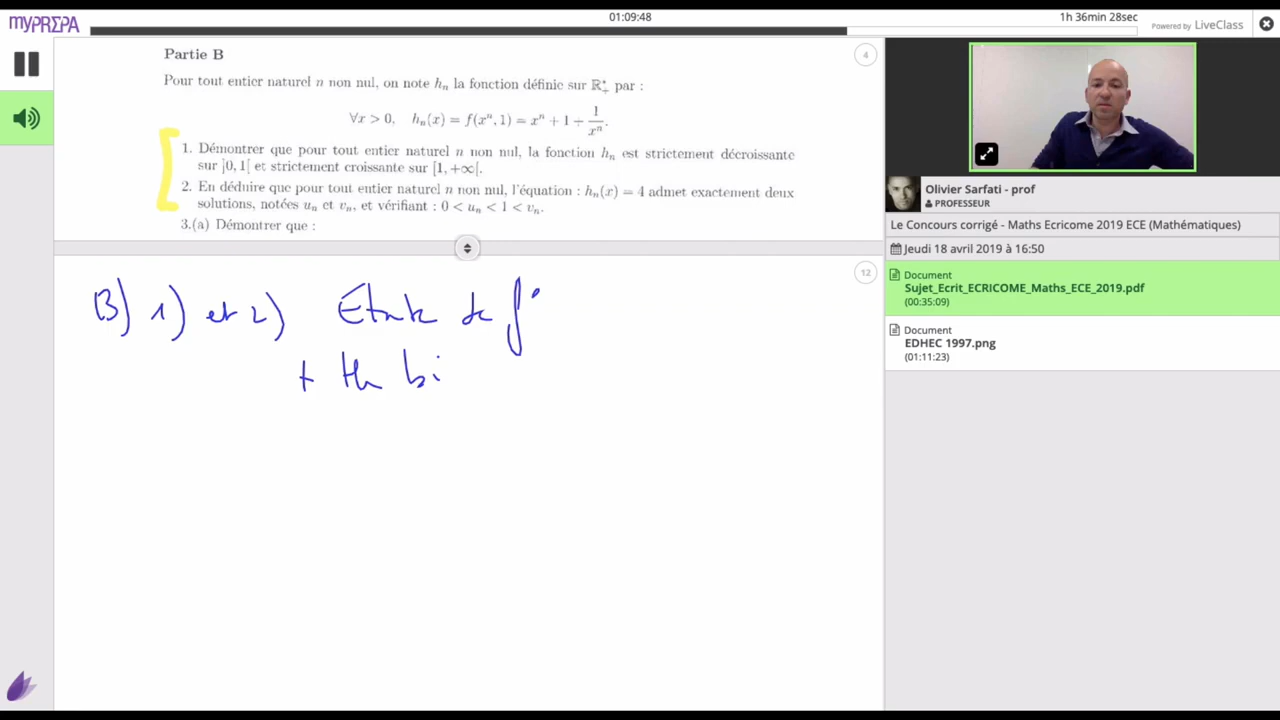 MYPRΣPA
01:09:48
1h 36min 28sec
Powered by LiveClass
Partie B
4
Pour tout entier naturel n non nul, on note hₙ la fonction définie sur ℝ₊* par :
∀x > 0, hₙ(x) = f(xⁿ, 1) = xⁿ + 1 + 1/xⁿ.
1. Démontrer que pour tout entier naturel n non nul, la fonction hₙ est strictement décroissante
sur ]0, 1[ et strictement croissante sur [1, +∞[.
2. En déduire que pour tout entier naturel n non nul, l'équation : hₙ(x) = 4 admet exactement deux
solutions, notées uₙ et vₙ, et vérifiant : 0 < uₙ < 1 < vₙ.
3.(a) Démontrer que :
12
B) 1) et 2) Etude de f
+ th bi
Olivier Sarfati - prof
PROFESSEUR
Le Concours corrigé - Maths Ecricome 2019 ECE (Mathématiques)
Jeudi 18 avril 2019 à 16:50
Document
Sujet_Ecrit_ECRICOME_Maths_ECE_2019.pdf
(00:35:09)
Document
EDHEC 1997.png
(01:11:23)